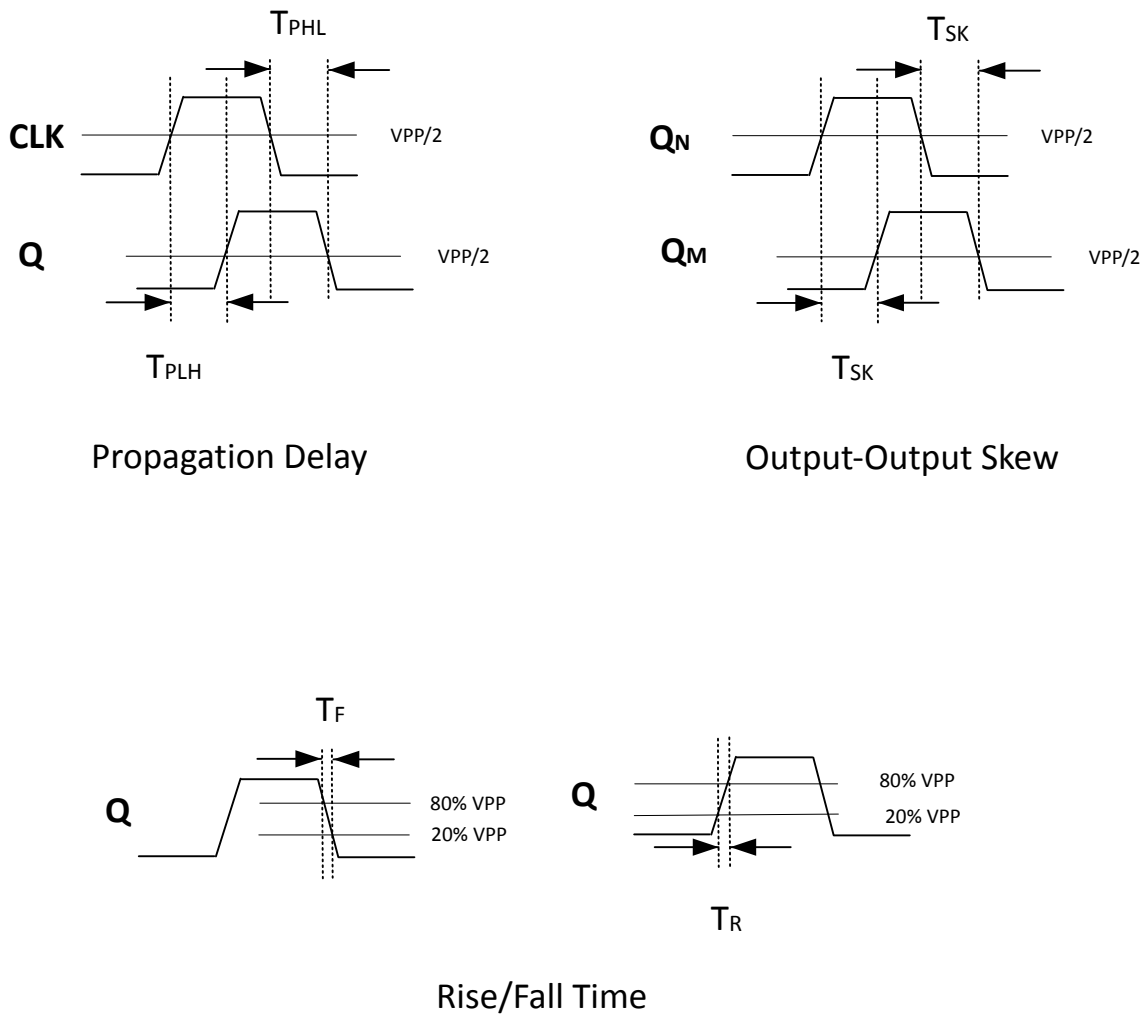 TPHL
CLK
VPP/2
Q
VPP/2
TPLH
Propagation Delay
TSK
QN
VPP/2
QM
VPP/2
TSK
Output-Output Skew
TF
Q
80% VPP
20% VPP
Q
80% VPP
20% VPP
TR
Rise/Fall Time